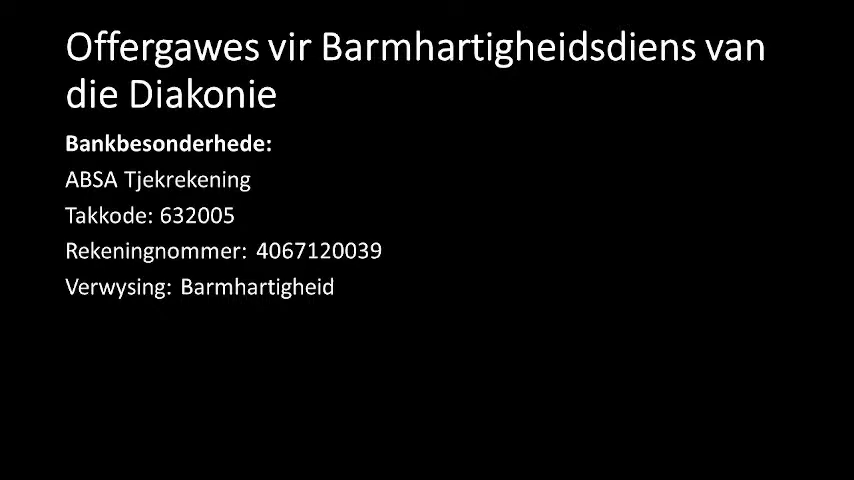 Offergawes vir Barmhartigheidsdiens van
die Diakonie
Bankbesonderhede:
ABSA Tjekrekening
Takkode: 632005
Rekeningnommer: 4067120039
Verwysing: Barmhartigheid